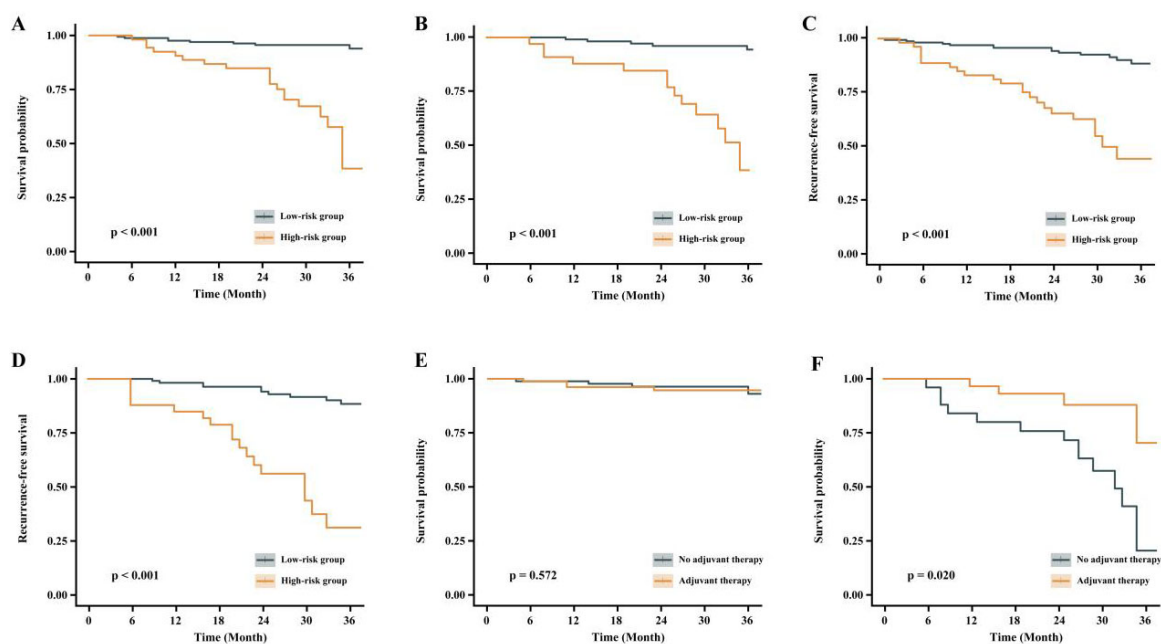 A
Survival probability
1.00
0.75
0.50
0.25
0.00
Low-risk group
High-risk group
p < 0.001
0 6 12 18 24 30 36
Time (Month)
B
Survival probability
1.00
0.75
0.50
0.25
0.00
Low-risk group
High-risk group
p < 0.001
0 6 12 18 24 30 36
Time (Month)
C
Recurrence-free survival
1.00
0.75
0.50
0.25
0.00
Low-risk group
High-risk group
p < 0.001
0 6 12 18 24 30 36
Time (Month)
D
Recurrence-free survival
1.00
0.75
0.50
0.25
0.00
Low-risk group
High-risk group
p < 0.001
0 6 12 18 24 30 36
Time (Month)
E
Survival probability
1.00
0.75
0.50
0.25
0.00
No adjuvant therapy
Adjuvant therapy
p = 0.572
0 6 12 18 24 30 36
Time (Month)
F
Survival probability
1.00
0.75
0.50
0.25
0.00
No adjuvant therapy
Adjuvant therapy
p = 0.020
0 6 12 18 24 30 36
Time (Month)